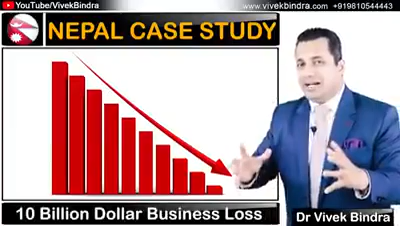 YouTube/VivekBindra
www.vivekbindra.com +919810544443
NEPAL CASE STUDY
10 Billion Dollar Business Loss
Dr Vivek Bindra